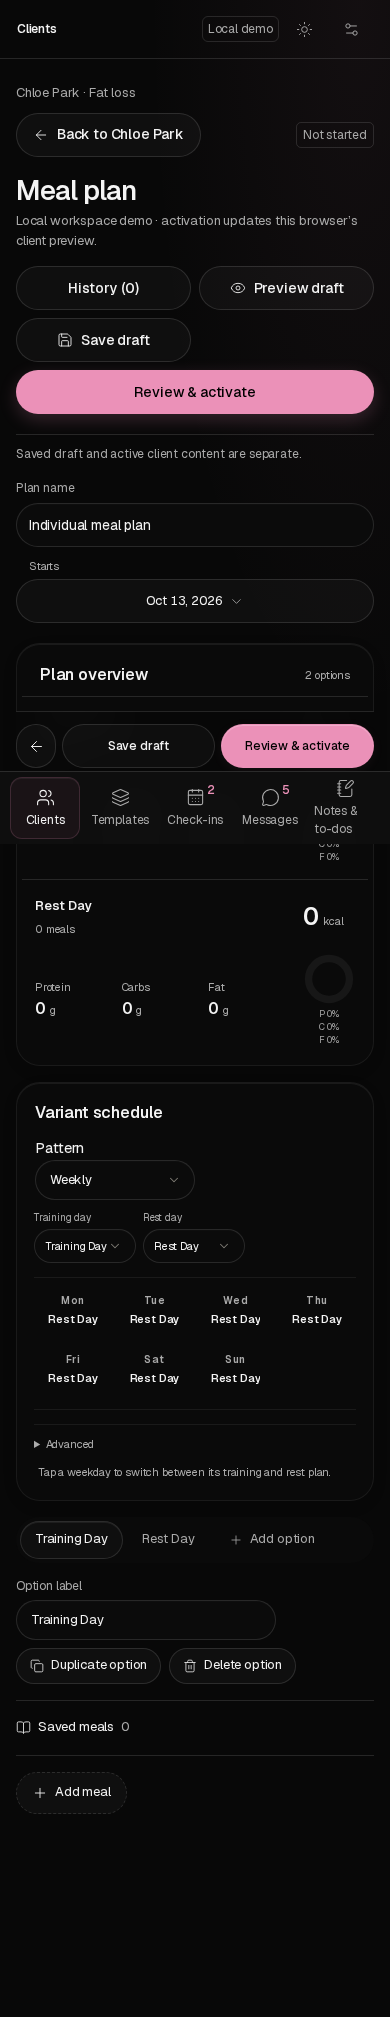 Clients
Local demo
Chloe Park · Fat loss
Back to Chloe Park
Not started
Meal plan
Local workspace demo · activation updates this browser's
client preview.
History (0)
Preview draft
Save draft
Review & activate
Saved draft and active client content are separate.
Plan name
Individual meal plan
Starts
Oct 13, 2026
Plan overview
2 options
Save draft
Review & activate
Clients
Templates
2
Check-ins
5
Messages
Notes &
to-dos
C 0%
F 0%
Rest Day
0 meals
0 kcal
Protein
0 g
Carbs
0 g
Fat
0 g
P 0%
C 0%
F 0%
Variant schedule
Pattern
Weekly
Training day
Rest day
Training Day
Rest Day
Mon
Tue
Wed
Thu
Rest Day
Rest Day
Rest Day
Rest Day
Fri
Sat
Sun
Rest Day
Rest Day
Rest Day
Advanced
Tap a weekday to switch between its training and rest plan.
Training Day
Rest Day
Add option
Option label
Training Day
Duplicate option
Delete option
Saved meals 0
Add meal